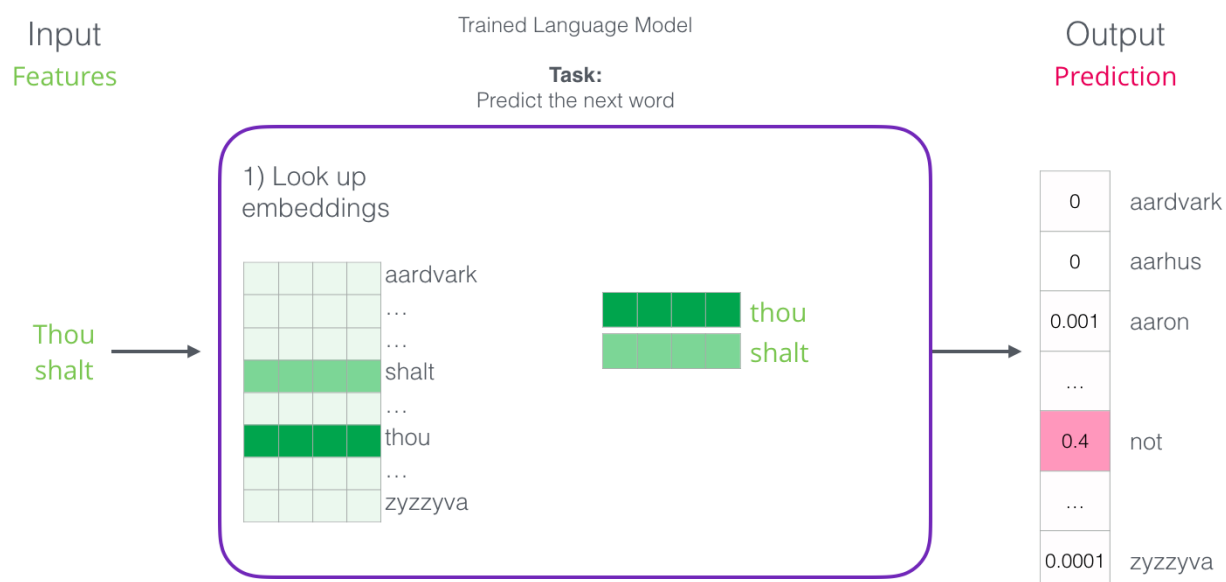 Input
Features
Trained Language Model
Task:
Predict the next word
Output
Prediction
Thou
shalt
1) Look up
embeddings
aardvark
...
...
shalt
...
thou
...
zyzzyva
thou
shalt
0 aardvark
0 aarhus
0.001 aaron
...
0.4 not
...
0.0001 zyzzyva